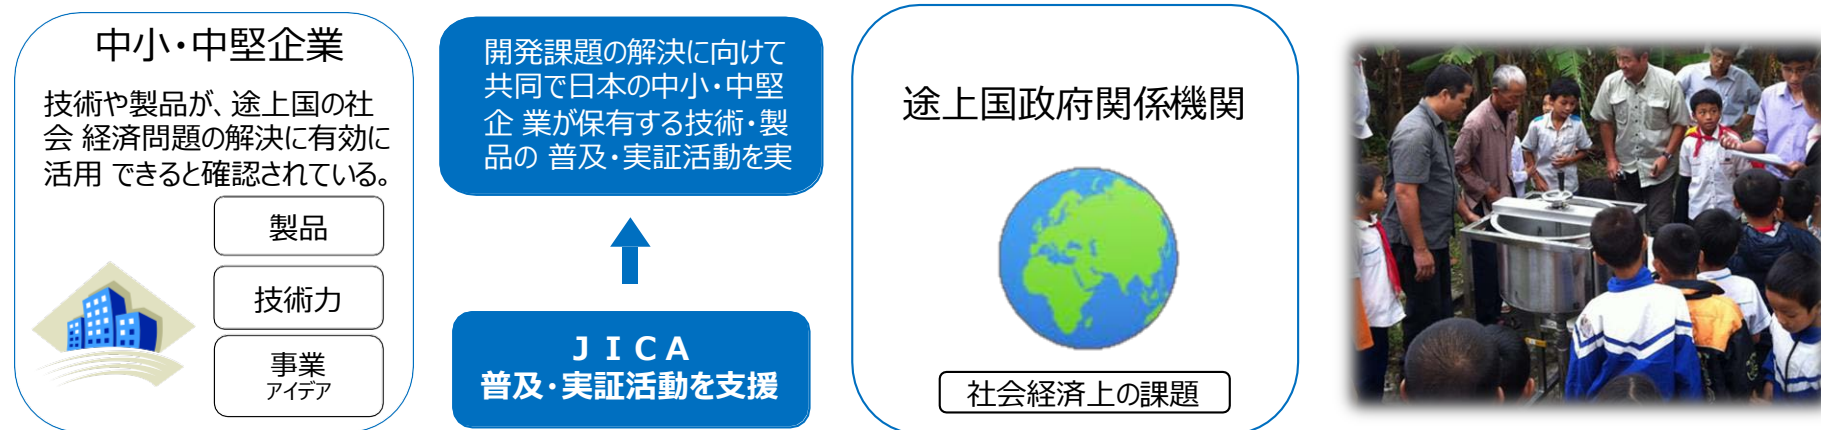 中小・中堅企業
技術や製品が、途上国の社
会 経済問題の解決に有効に
活用 できると確認されている。
製品
技術力
事業
アイデア
開発課題の解決に向けて
共同で日本の中小・中堅
企 業が保有する技術・製
品の 普及・実証活動を実
ＪＩＣＡ
普及・実証活動を支援
途上国政府関係機関
社会経済上の課題